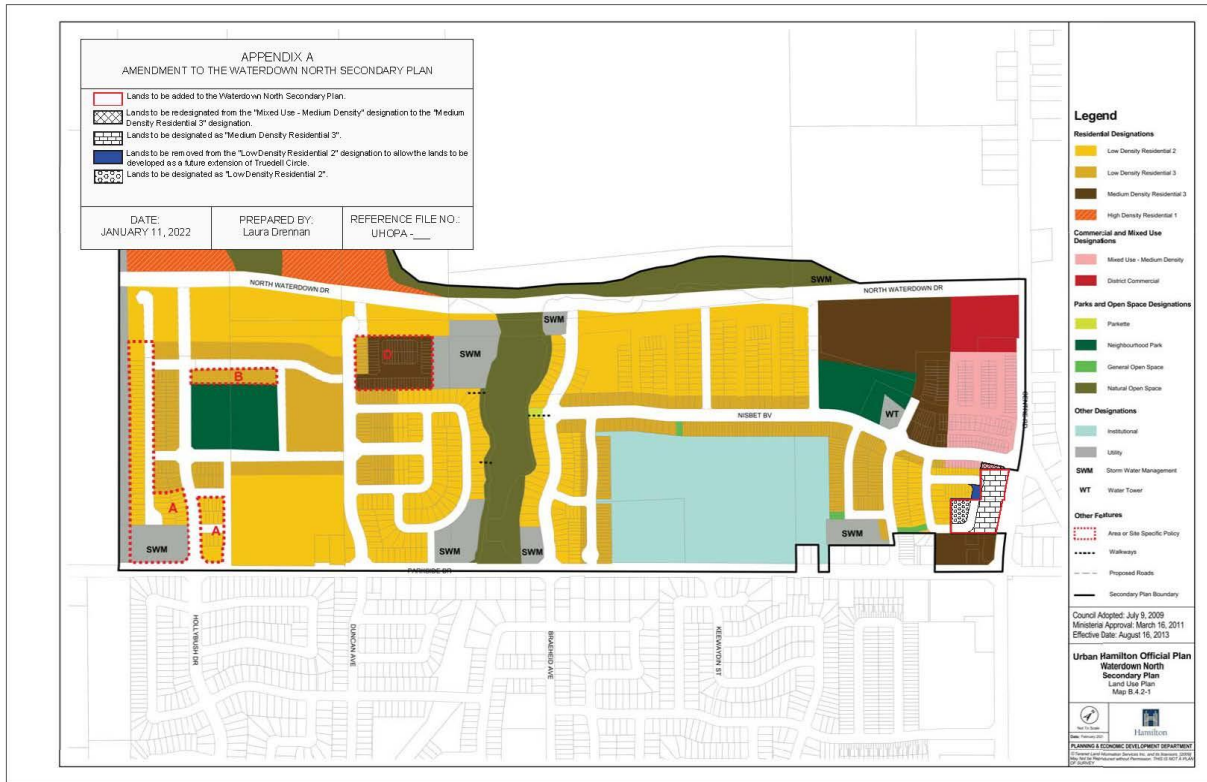 APPENDIX A
AMENDMENT TO THE WATERDOWN NORTH SECONDARY PLAN
Lands to be added to the Waterdown North Secondary Plan.
Lands to be redesignated from the "Mixed Use - Medium Density" designation to the "Medium
Density Residential 3" designation.
Lands to be designated as "Medium Density Residential 3".
Lands to be removed from the "Low Density Residential 2" designation to allow the lands to be
developed as a future extension of Truedell Circle.
Lands to be designated as "Low Density Residential 2".
DATE:
JANUARY 11, 2022
PREPARED BY:
Laura Drennan
REFERENCE FILE NO.:
UHOPA -___
NORTH WATERDOWN DR
SWM
NORTH WATERDOWN DR
SWM
SWM
D
B
NISBET BV
WT
A
A
SWM
SWM
SWM
SWM
PARKSIDE DR
HOLLYBUSH DR
DUNCAN AVE
BRAEHEID AVE
KEEWAYDIN ST
Legend
Residential Designations
Low Density Residential 2
Low Density Residential 3
Medium Density Residential 3
High Density Residential 1
Commercial and Mixed Use
Designations
Mixed Use - Medium Density
District Commercial
Parks and Open Space Designations
Parkette
Neighbourhood Park
General Open Space
Natural Open Space
Other Designations
Institutional
Utility
SWM Storm Water Management
WT Water Tower
Other Features
Area or Site Specific Policy
Walkways
Proposed Roads
Secondary Plan Boundary
Council Adopted: July 9, 2009
Ministerial Approval: March 16, 2011
Effective Date: August 16, 2013
Urban Hamilton Official Plan
Waterdown North
Secondary Plan
Land Use Plan
Map B.4.2-1
Not To Scale
Date: February 2021
Hamilton
PLANNING & ECONOMIC DEVELOPMENT DEPARTMENT